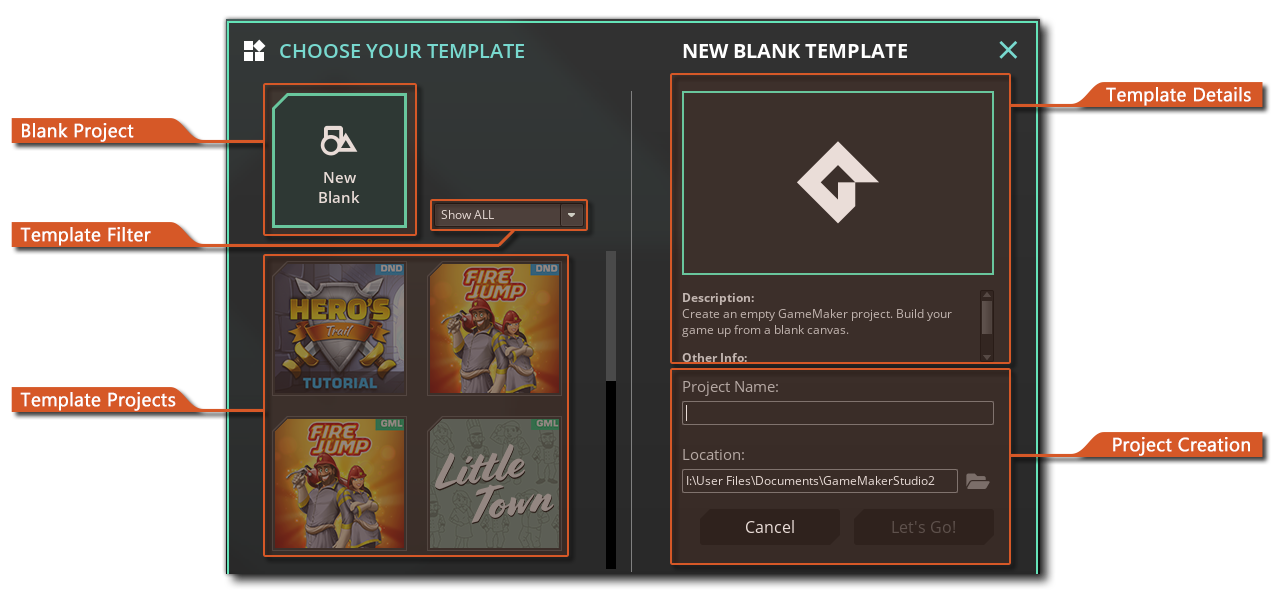 CHOOSE YOUR TEMPLATE
NEW BLANK TEMPLATE
Template Details
Blank Project
New
Blank
Show ALL
Template Filter
DND
HERO'S
Trail
TUTORIAL
DND
FIRE
JUMP
Description:
Create an empty GameMaker project. Build your
game up from a blank canvas.
Other Info:
Template Projects
GML
FIRE
JUMP
GML
Little
Town
Project Name:
Location:
I:\User Files\Documents\GameMakerStudio2
Project Creation
Cancel
Let's Go!